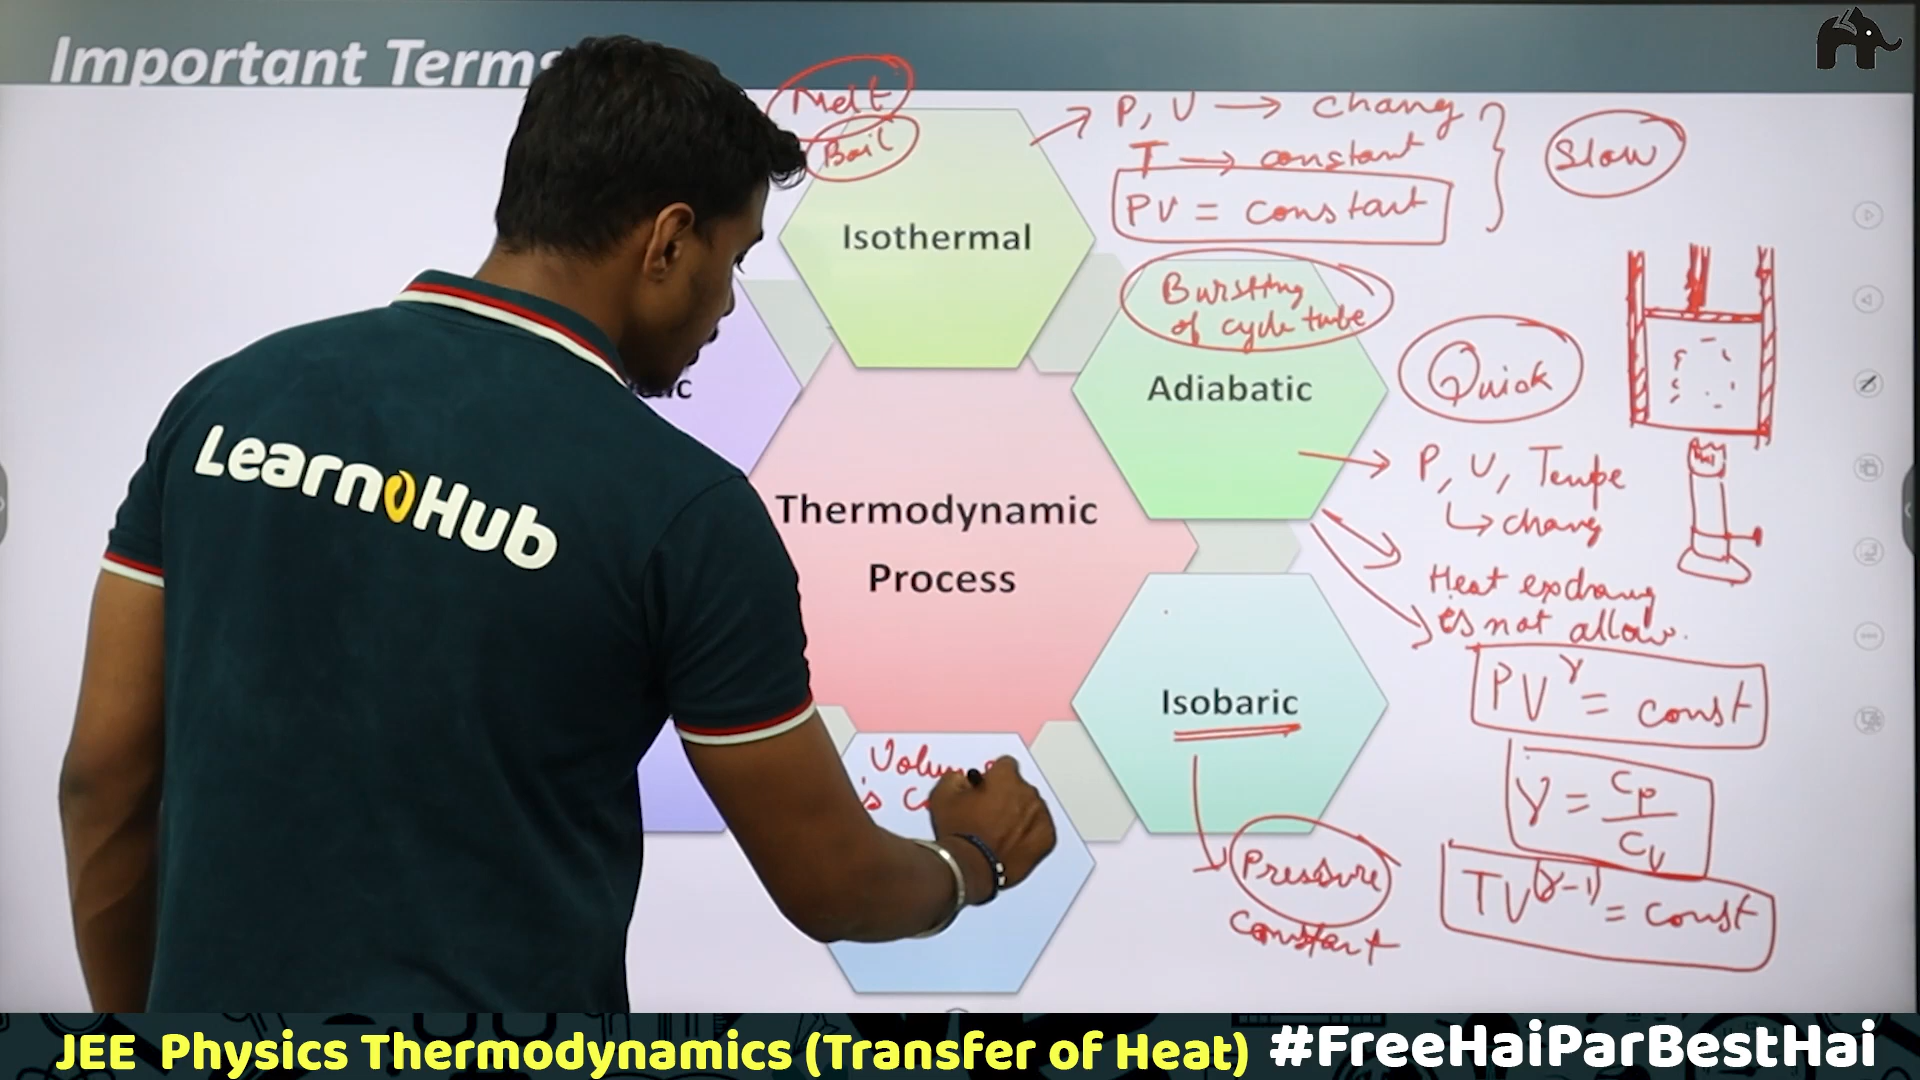 Important Terms
Melt
Boil
P, V → Chang
T → constant
PV = constant
Slow
Isothermal
Bursting
of cycle tube
Quick
Adiabatic
P, V, Tempe
↳ chang
Heat exchang
is not allow.
PV^γ = const
γ = Cp/Cv
TV^(γ-1) = const
Thermodynamic
Process
Isobaric
Pressure
constant
is
LearnoHub
JEE Physics Thermodynamics (Transfer of Heat) #FreeHaiParBestHai